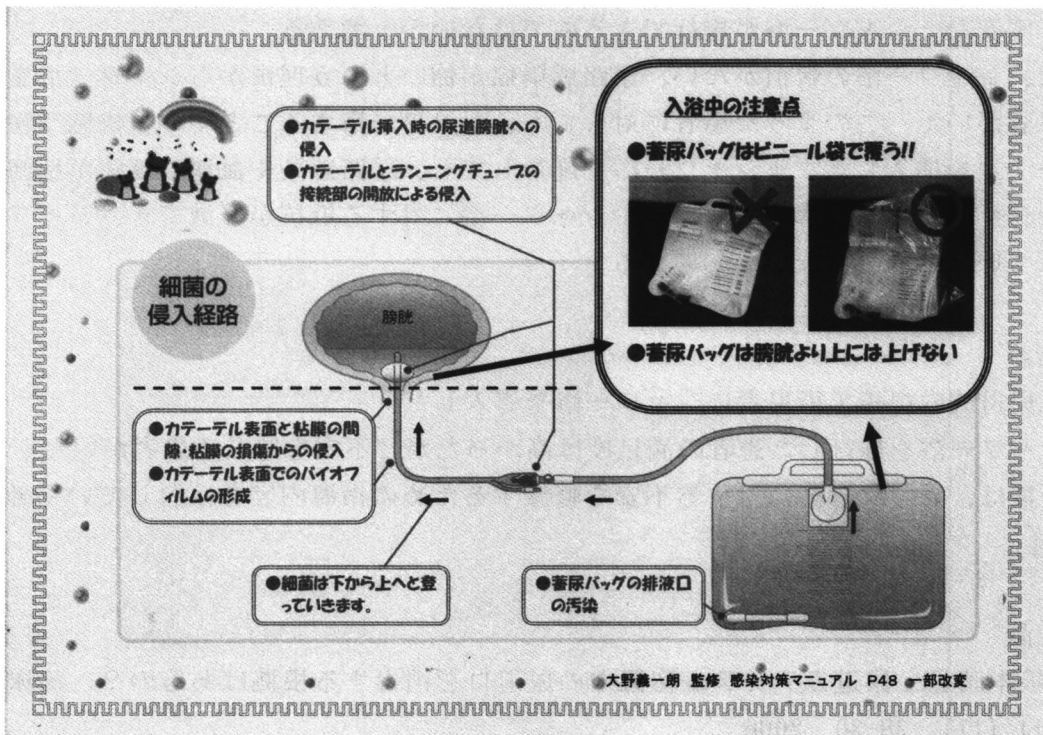 ●カテーテル挿入時の尿道膀胱への
侵入
●カテーテルとランニングチューブの
接続部の開放による侵入
入浴中の注意点
●蓄尿バッグはビニール袋で覆う!!
●蓄尿バッグは膀胱より上には上げない
細菌の
侵入経路
膀胱
●カテーテル表面と粘膜の間
隙・粘膜の損傷からの侵入
●カテーテル表面でのバイオフ
ィルムの形成
●細菌は下から上へと登
っていきます。
●蓄尿バッグの排液口
の汚染
大野義一朗 監修 感染対策マニュアル P48 一部改変